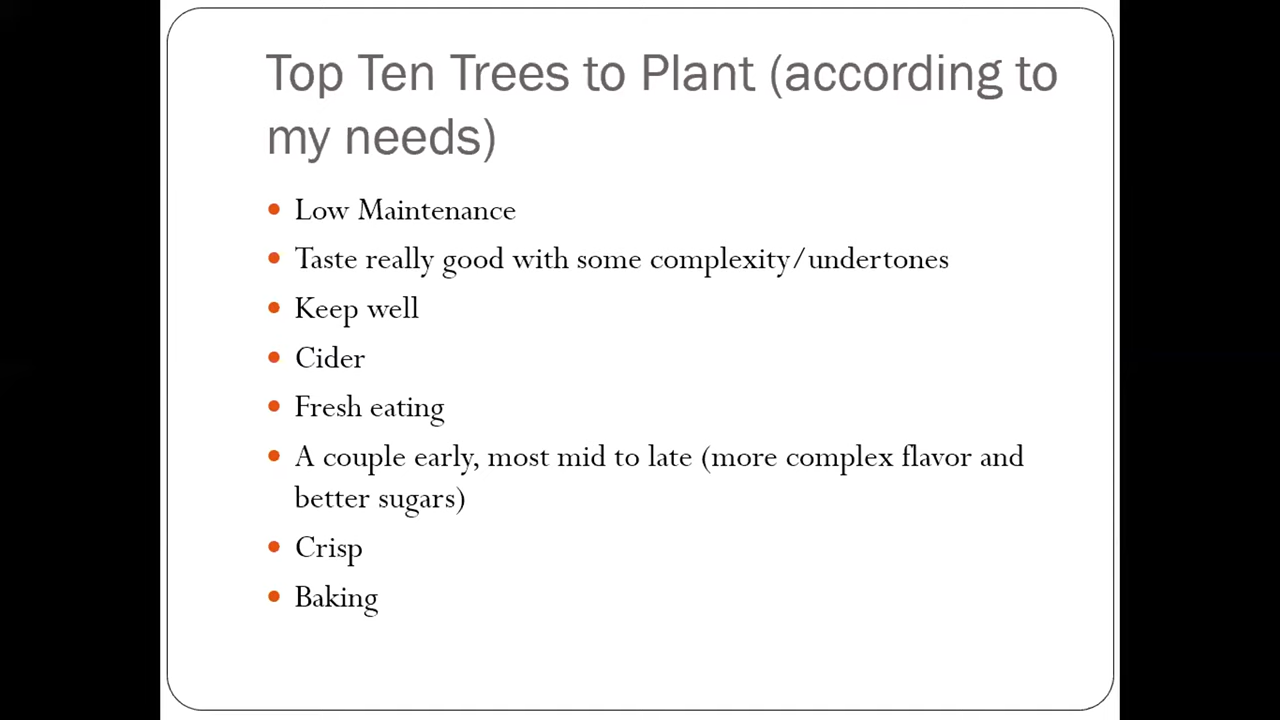 Top Ten Trees to Plant (according to
my needs)
Low Maintenance
Taste really good with some complexity/undertones
Keep well
Cider
Fresh eating
A couple early, most mid to late (more complex flavor and
better sugars)
Crisp
Baking